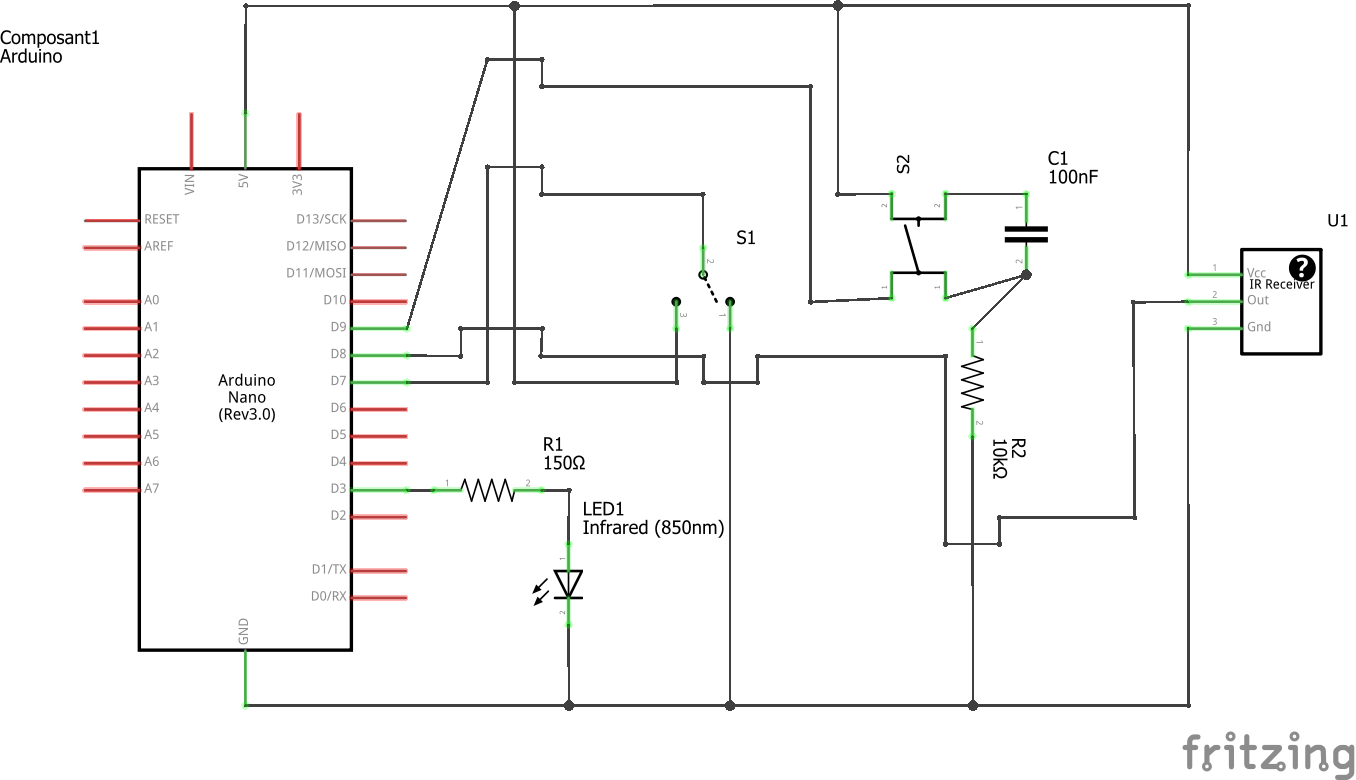 Composant1
Arduino
VIN
5V
3V3
RESET
AREF
A0
A1
A2
A3
A4
A5
A6
A7
D13/SCK
D12/MISO
D11/MOSI
D10
D9
D8
D7
D6
D5
D4
D3
D2
D1/TX
D0/RX
GND
Arduino
Nano
(Rev3.0)
R1
150Ω
1
2
LED1
Infrared (850nm)
1
2
S1
2
3
1
S2
2
2
1
1
C1
100nF
1
2
R2
10kΩ
1
2
U1
1
2
3
Vcc
IR Receiver
Out
Gnd
?
fritzing